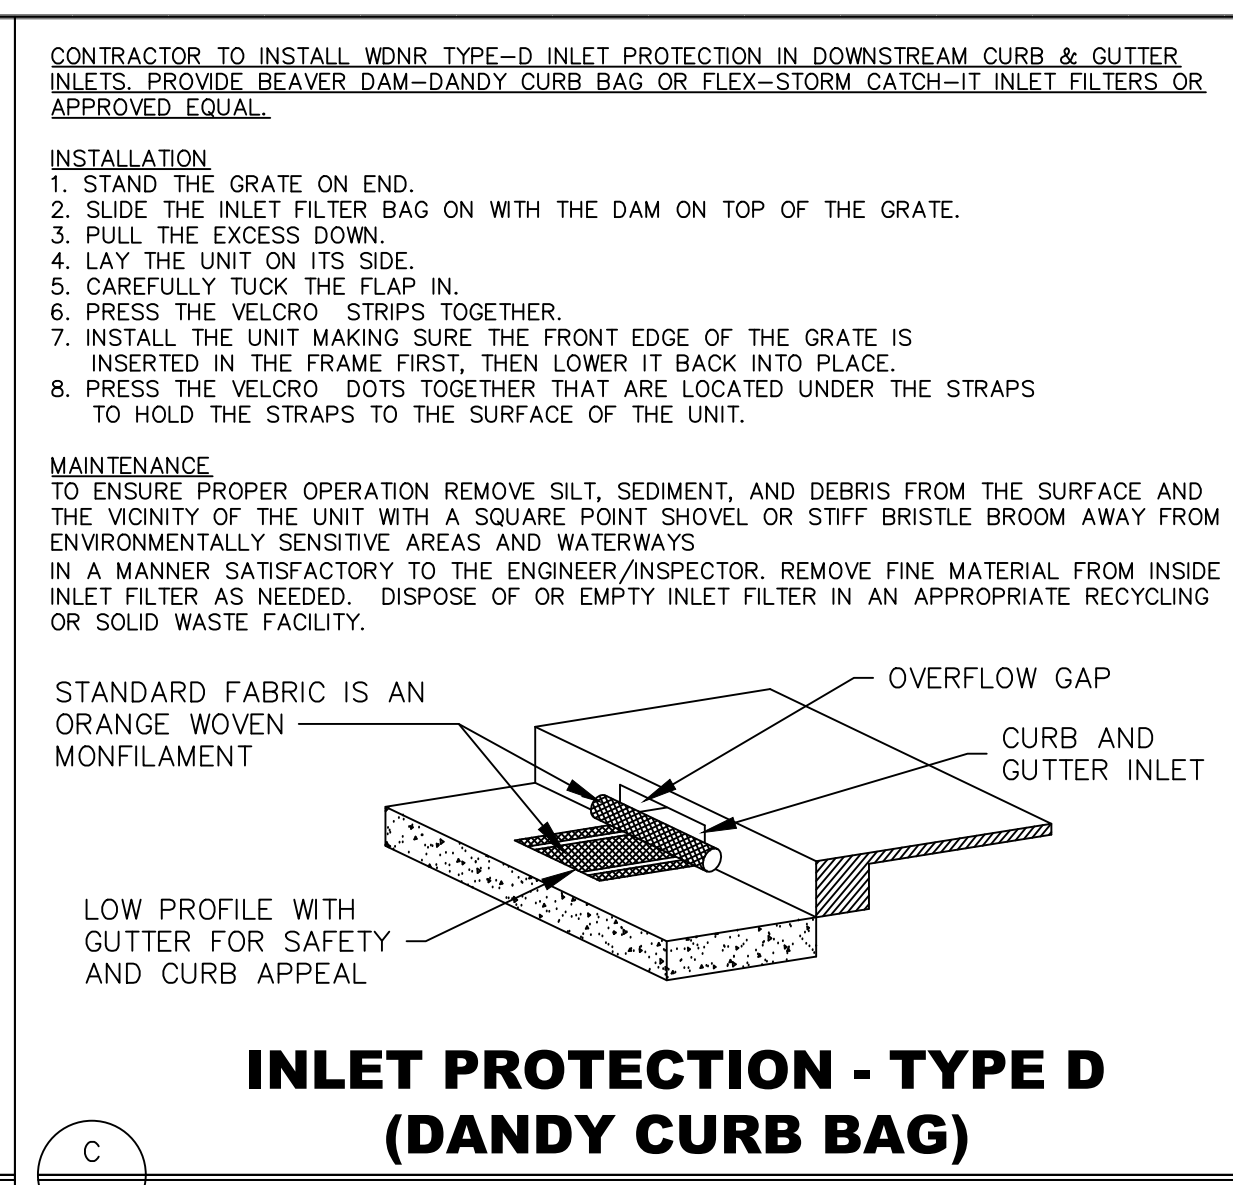 CONTRACTOR TO INSTALL WDNR TYPE-D INLET PROTECTION IN DOWNSTREAM CURB & GUTTER
INLETS. PROVIDE BEAVER DAM-DANDY CURB BAG OR FLEX-STORM CATCH-IT INLET FILTERS OR
APPROVED EQUAL.
INSTALLATION
1. STAND THE GRATE ON END.
2. SLIDE THE INLET FILTER BAG ON WITH THE DAM ON TOP OF THE GRATE.
3. PULL THE EXCESS DOWN.
4. LAY THE UNIT ON ITS SIDE.
5. CAREFULLY TUCK THE FLAP IN.
6. PRESS THE VELCRO STRIPS TOGETHER.
7. INSTALL THE UNIT MAKING SURE THE FRONT EDGE OF THE GRATE IS
INSERTED IN THE FRAME FIRST, THEN LOWER IT BACK INTO PLACE.
8. PRESS THE VELCRO DOTS TOGETHER THAT ARE LOCATED UNDER THE STRAPS
TO HOLD THE STRAPS TO THE SURFACE OF THE UNIT.
MAINTENANCE
TO ENSURE PROPER OPERATION REMOVE SILT, SEDIMENT, AND DEBRIS FROM THE SURFACE AND
THE VICINITY OF THE UNIT WITH A SQUARE POINT SHOVEL OR STIFF BRISTLE BROOM AWAY FROM
ENVIRONMENTALLY SENSITIVE AREAS AND WATERWAYS
IN A MANNER SATISFACTORY TO THE ENGINEER/INSPECTOR. REMOVE FINE MATERIAL FROM INSIDE
INLET FILTER AS NEEDED. DISPOSE OF OR EMPTY INLET FILTER IN AN APPROPRIATE RECYCLING
OR SOLID WASTE FACILITY.
STANDARD FABRIC IS AN
ORANGE WOVEN
MONFILAMENT
OVERFLOW GAP
CURB AND
GUTTER INLET
LOW PROFILE WITH
GUTTER FOR SAFETY
AND CURB APPEAL
INLET PROTECTION - TYPE D
(DANDY CURB BAG)
C